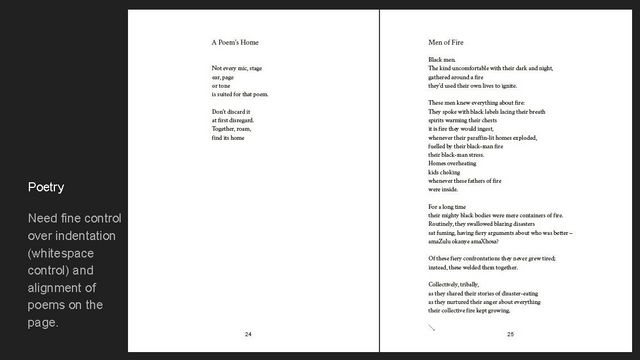 Poetry
Need fine control
over indentation
(whitespace
control) and
alignment of
poems on the
page.
A Poem's Home
Not every mic, stage
ear, page
or tone
is suited for that poem.
Don't discard it
at first disregard.
Together, roam,
find its home
24
Men of Fire
Black men.
The kind uncomfortable with their dark and night,
gathered around a fire
they'd used their own lives to ignite.
These men knew everything about fire:
They spoke with black labels lacing their breath
spirits warming their chests
it is fire they would ingest,
whenever their paraffin-lit homes exploded,
fuelled by their black-man fire
their black-man stress.
Homes overheating
kids choking
whenever these fathers of fire
were inside.
For a long time
their mighty black bodies were mere containers of fire.
Routinely, they swallowed blaring disasters
sat fuming, having fiery arguments about who was better –
amaZulu okanye amaXhosa?
Of these fiery confrontations they never grew tired;
instead, these welded them together.
Collectively, tribally,
as they shared their stories of disaster-eating
as they nurtured their anger about everything
their collective fire kept growing.
25